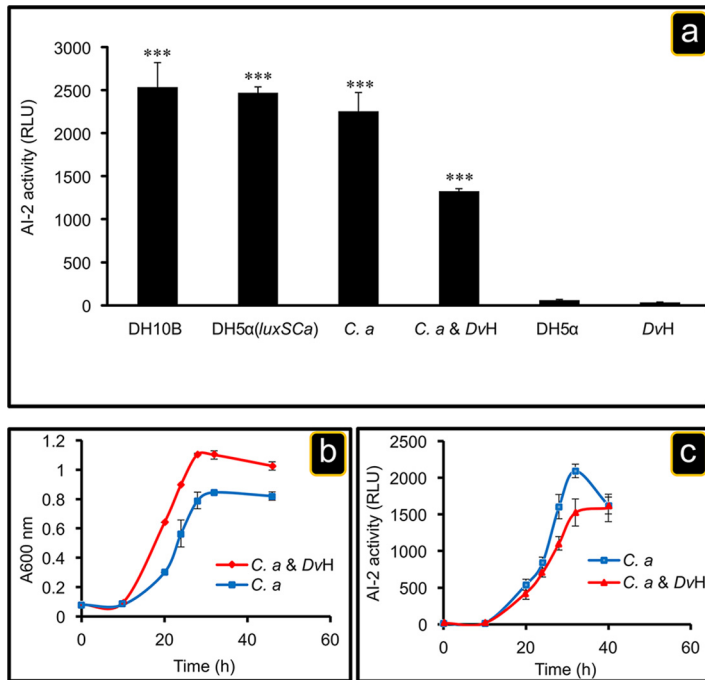 a
AI-2 activity (RLU)
3000
2500
2000
1500
1000
500
0
***
***
***
***
DH10B DH5α(luxSCa) C. a C. a & DvH DH5α DvH
b
A600 nm
1.2
1
0.8
0.6
0.4
0.2
0
C. a & DvH
C. a
0 20 40 60
Time (h)
c
AI-2 activity (RLU)
2500
2000
1500
1000
500
0
C. a
C. a & DvH
0 20 40 60
Time (h)